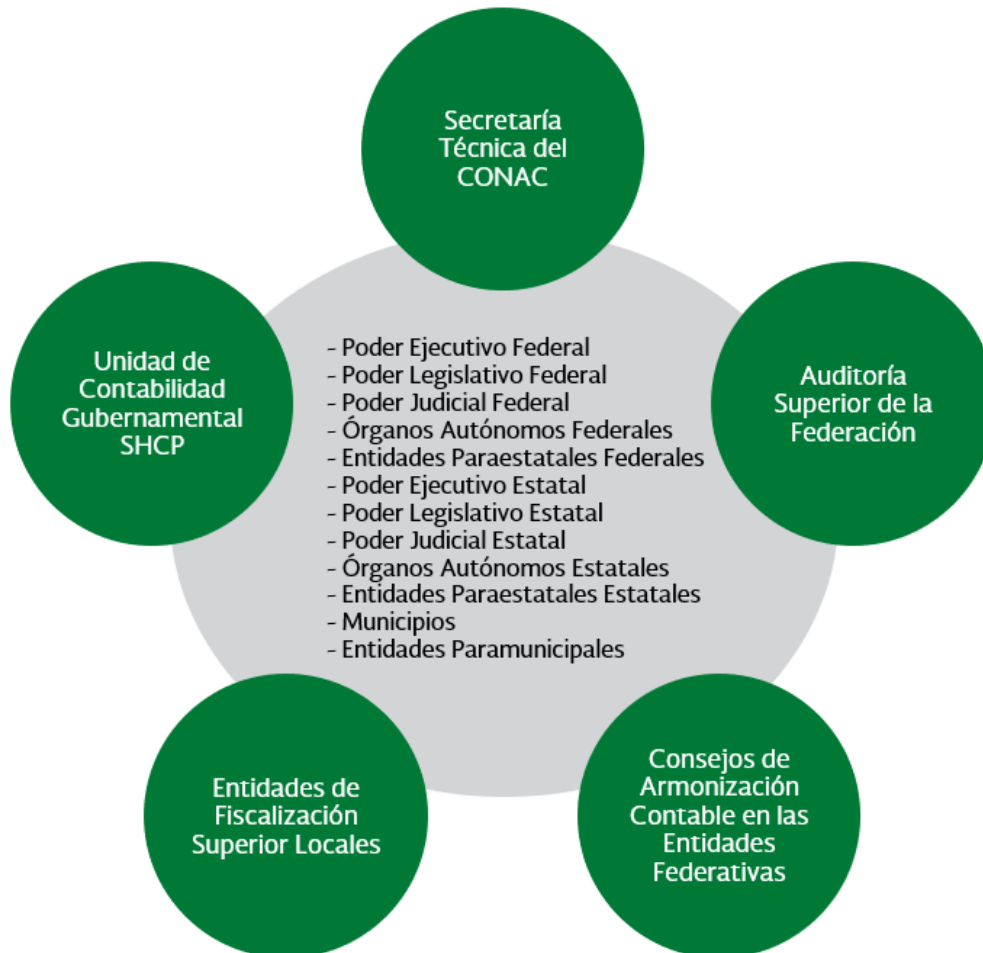 Secretaría
Técnica del
CONAC
Unidad de
Contabilidad
Gubernamental
SHCP
- Poder Ejecutivo Federal
- Poder Legislativo Federal
- Poder Judicial Federal
- Órganos Autónomos Federales
- Entidades Paraestatales Federales
- Poder Ejecutivo Estatal
- Poder Legislativo Estatal
- Poder Judicial Estatal
- Órganos Autónomos Estatales
- Entidades Paraestatales Estatales
- Municipios
- Entidades Paramunicipales
Auditoría
Superior de la
Federación
Entidades de
Fiscalización
Superior Locales
Consejos de
Armonización
Contable en las
Entidades
Federativas